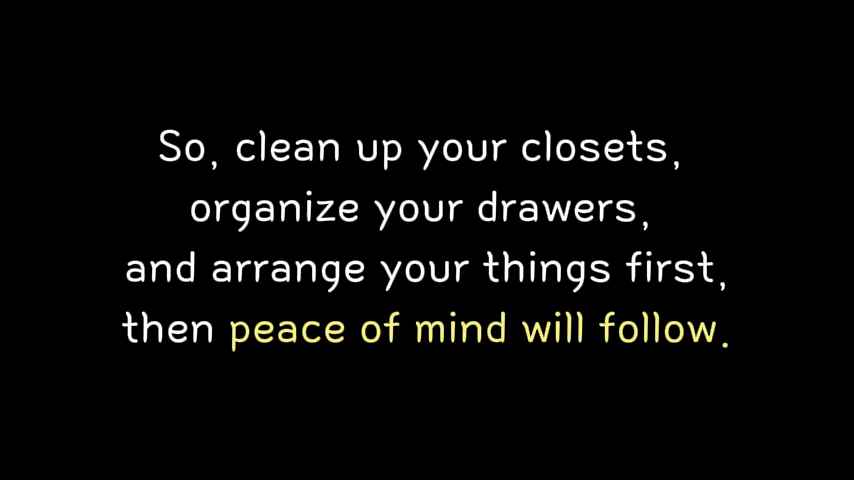 So, clean up your closets,
organize your drawers,
and arrange your things first,
then peace of mind will follow.